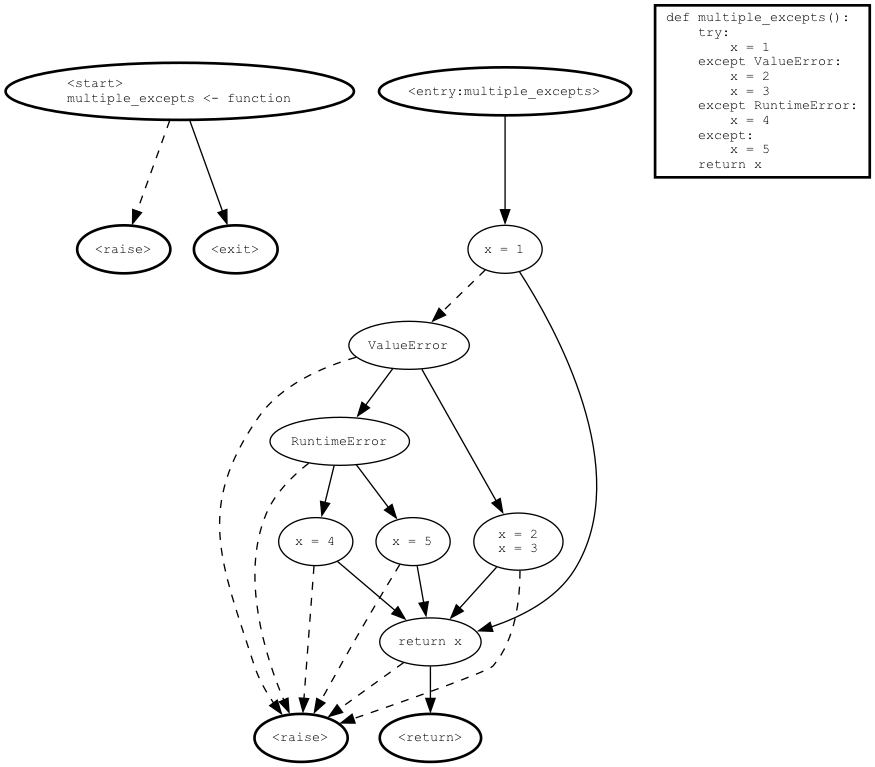 <start>
multiple_excepts <- function
<entry:multiple_excepts>
def multiple_excepts():
    try:
        x = 1
    except ValueError:
        x = 2
        x = 3
    except RuntimeError:
        x = 4
    except:
        x = 5
    return x
<raise>
<exit>
x = 1
ValueError
RuntimeError
x = 4
x = 5
x = 2
x = 3
return x
<raise>
<return>